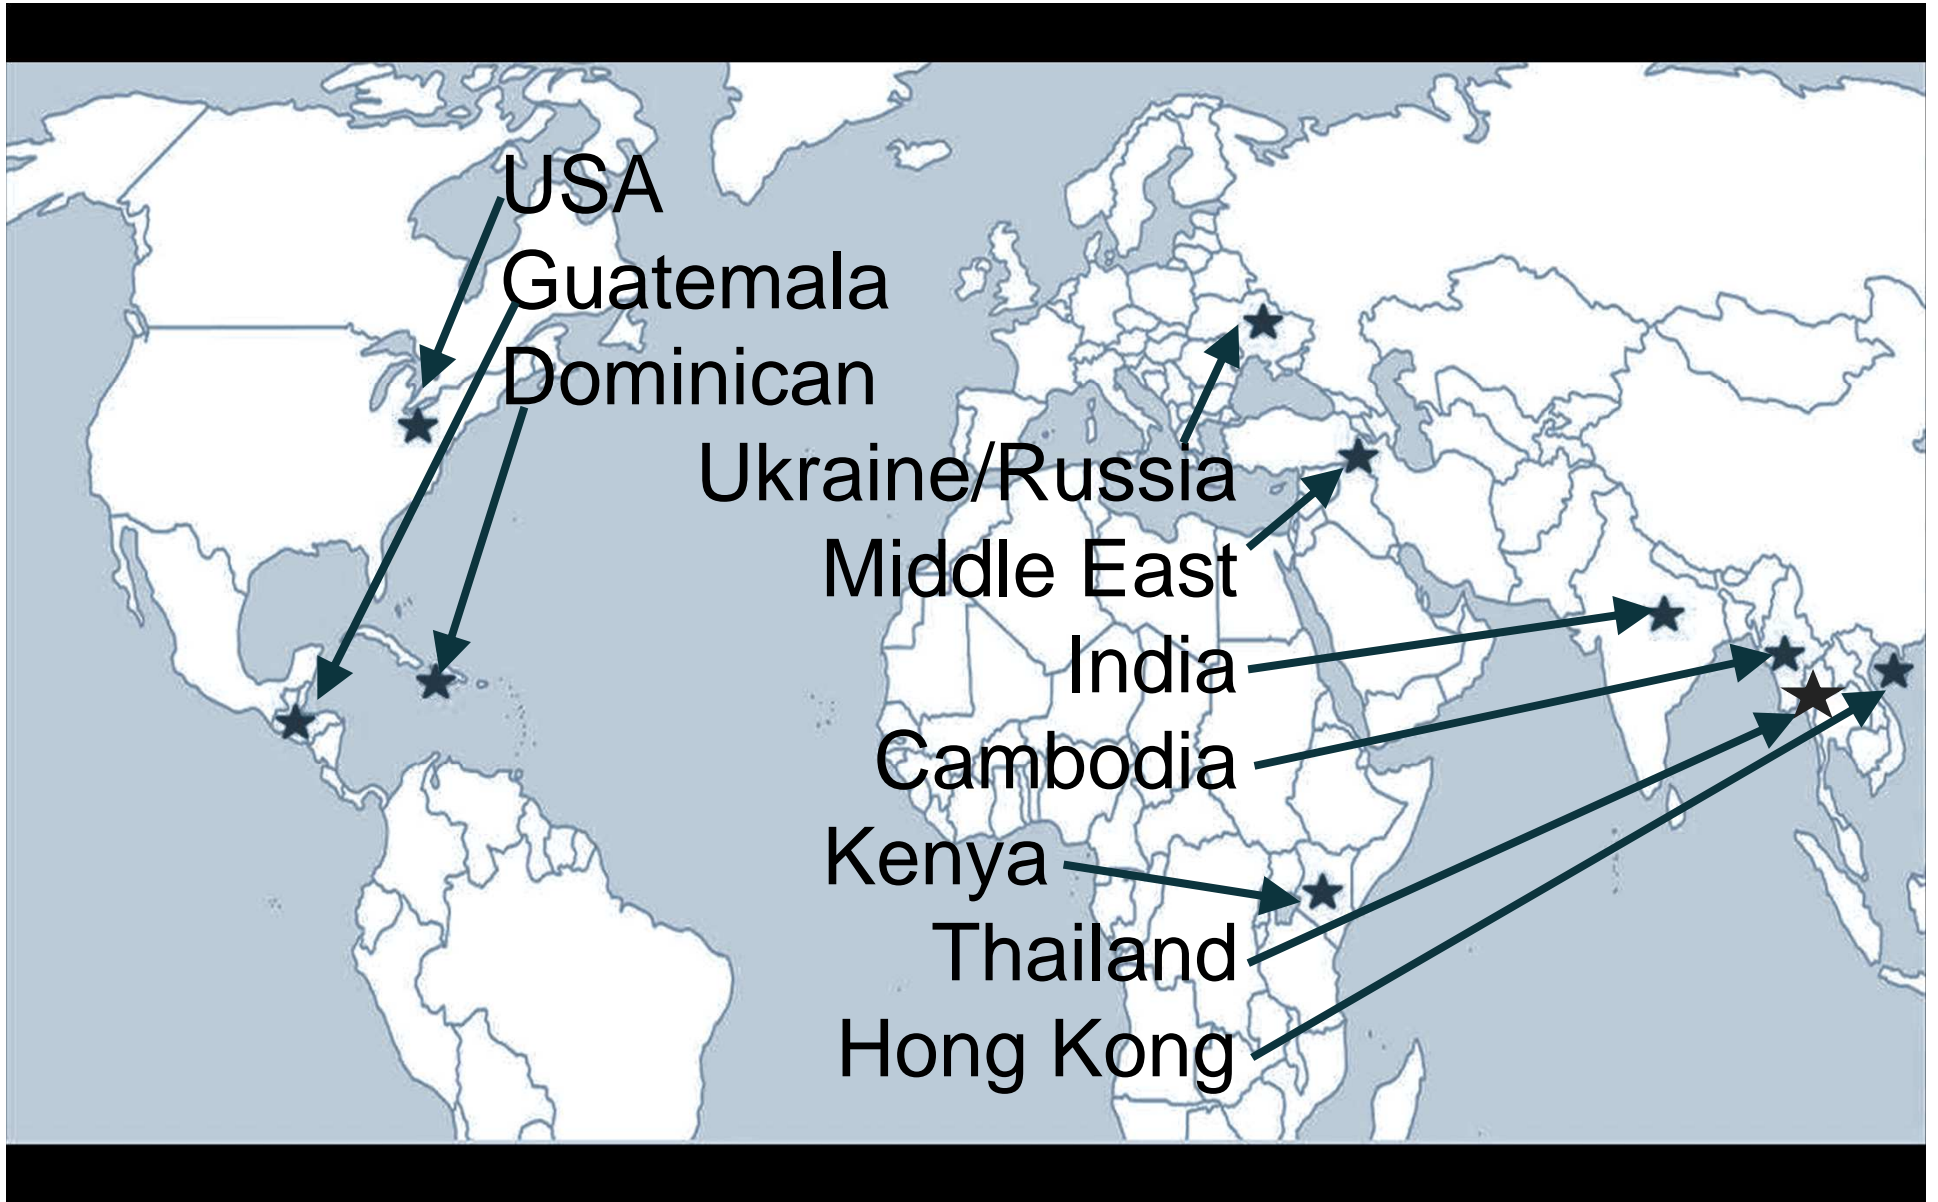 USA
Guatemala
Dominican
Ukraine/Russia
Middle East
India
Cambodia
Kenya
Thailand
Hong Kong